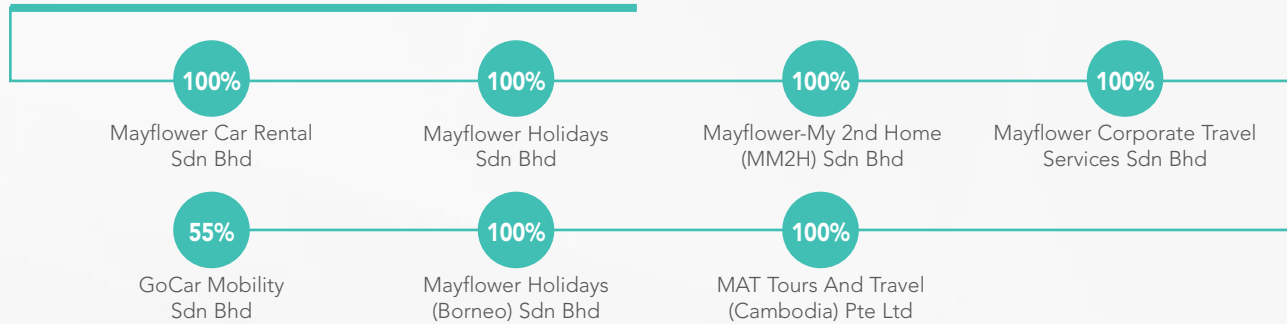 100%
100%
100%
100%
Mayflower Car Rental
Sdn Bhd
Mayflower Holidays
Sdn Bhd
Mayflower-My 2nd Home
(MM2H) Sdn Bhd
Mayflower Corporate Travel
Services Sdn Bhd
55%
100%
100%
GoCar Mobility
Sdn Bhd
Mayflower Holidays
(Borneo) Sdn Bhd
MAT Tours And Travel
(Cambodia) Pte Ltd